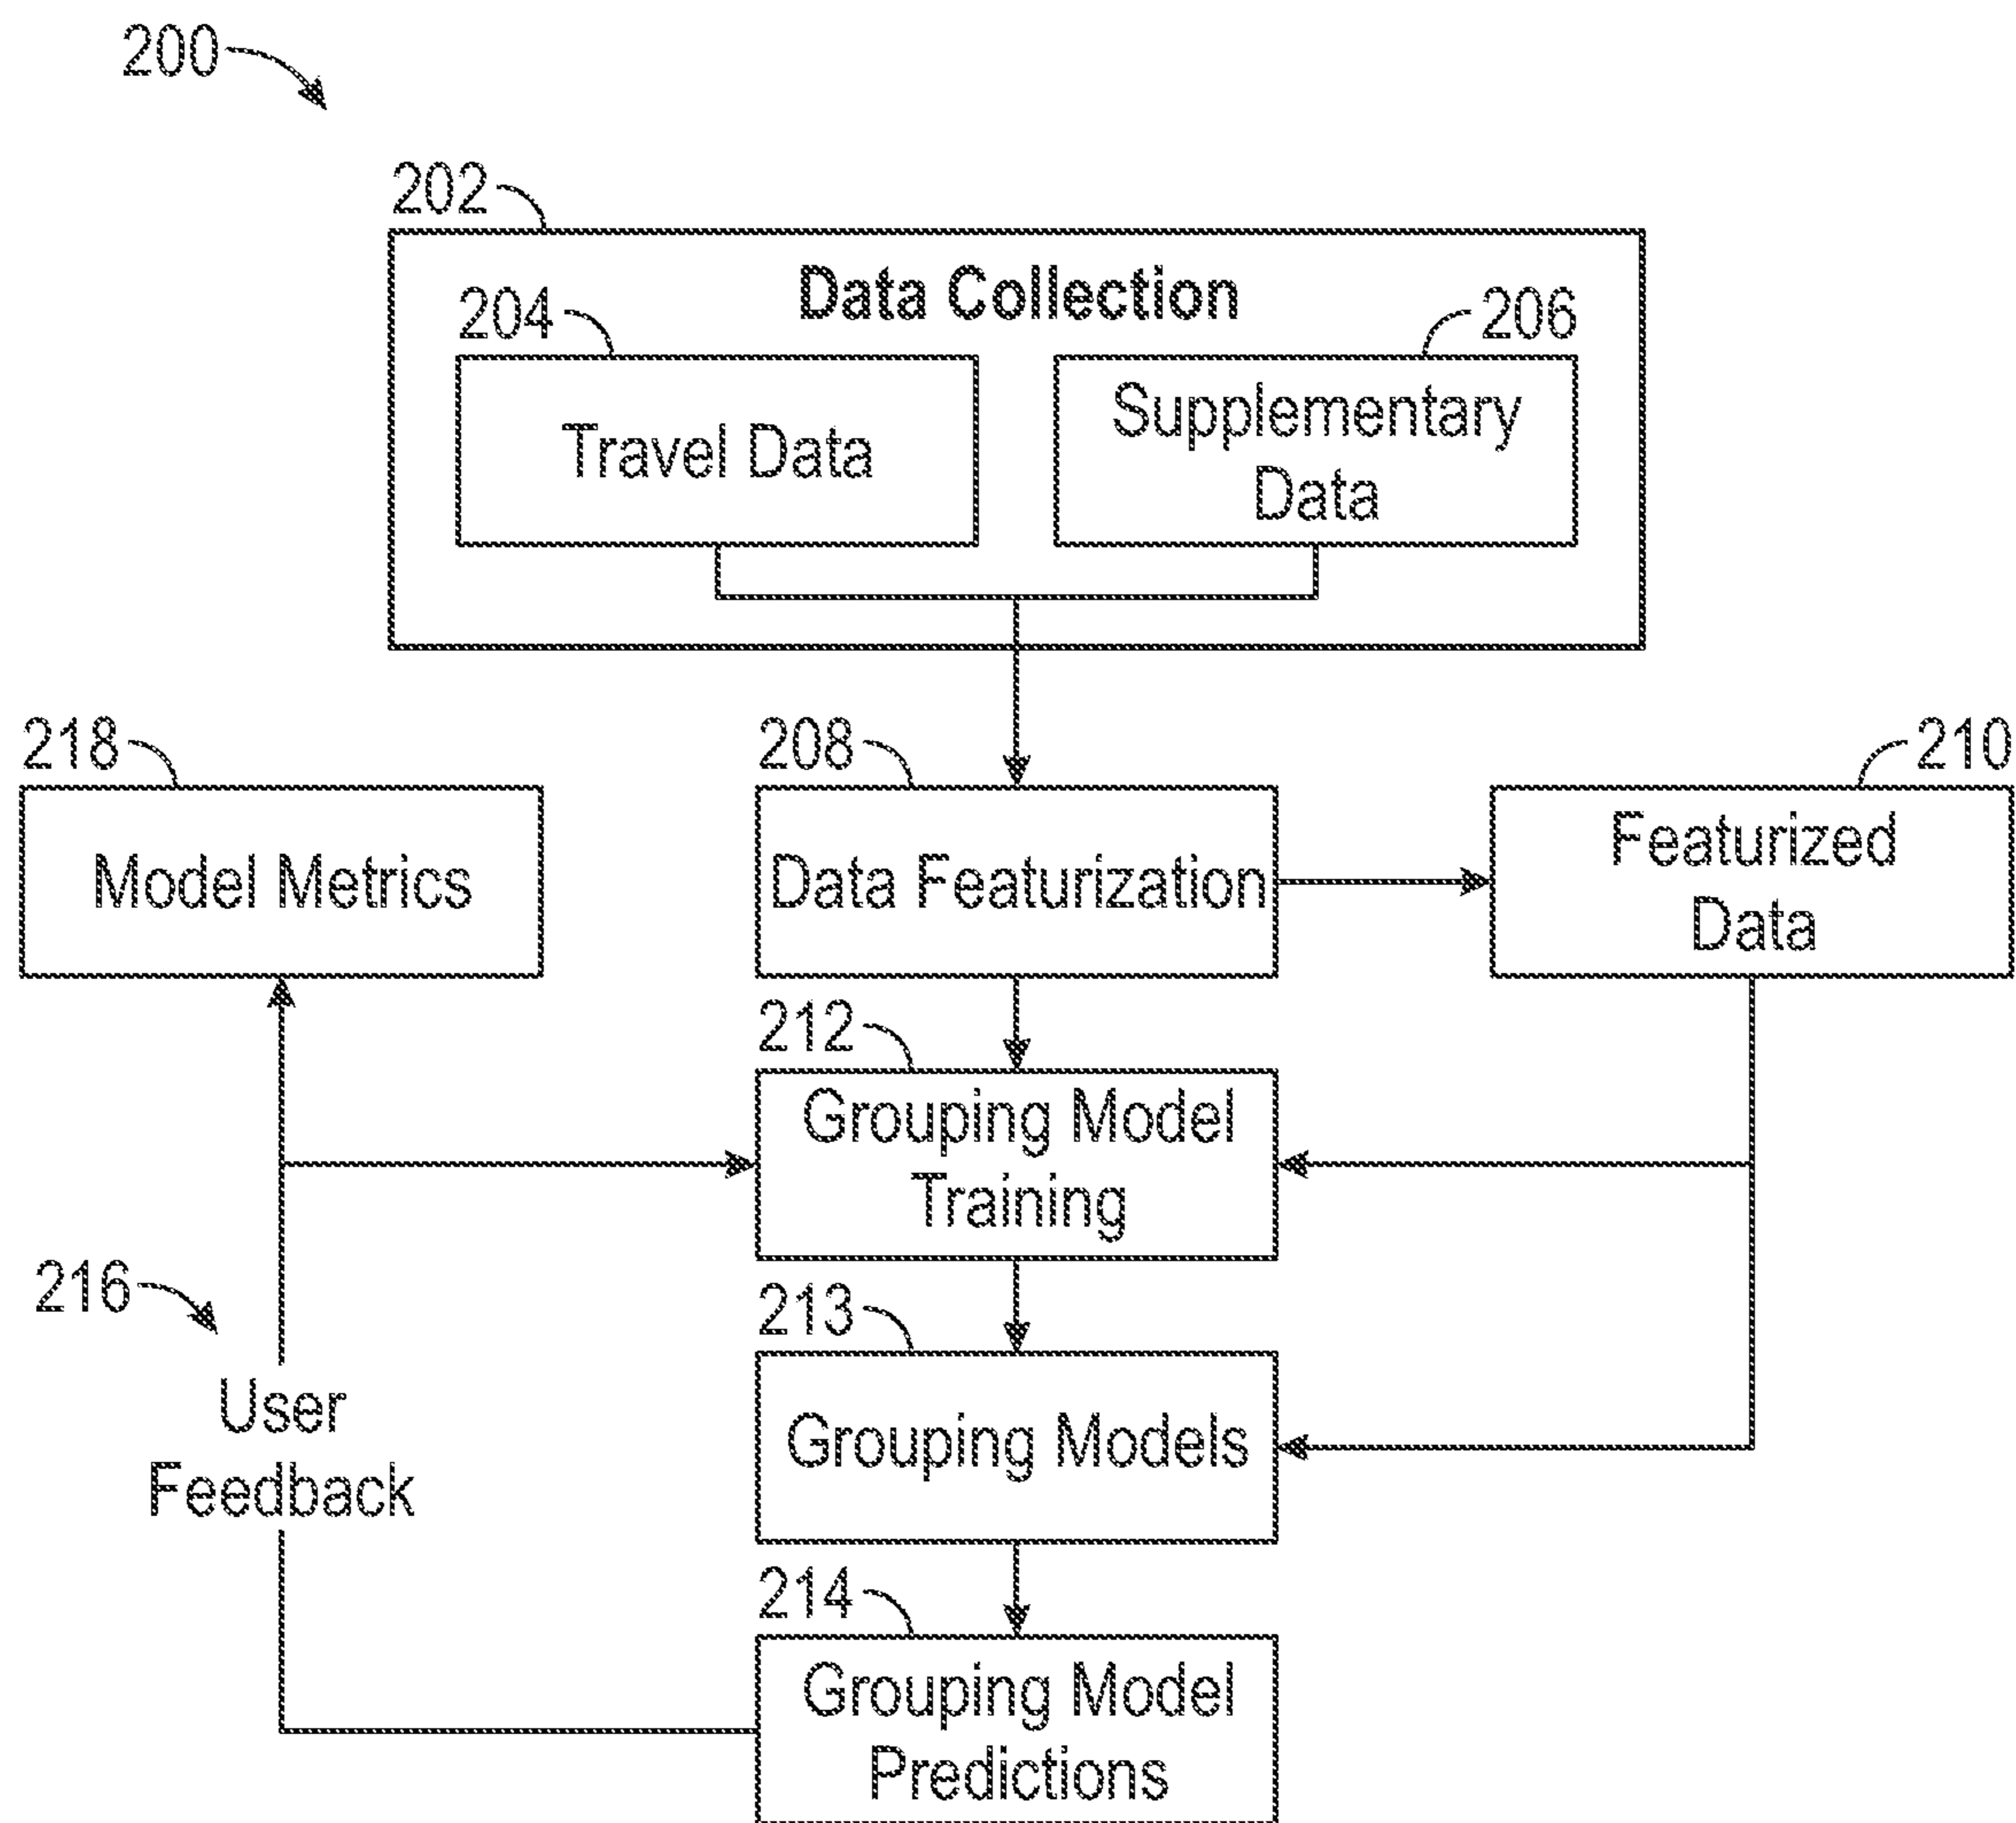 200
202
Data Collection
204
206
Travel Data
Supplementary
Data
218
208
210
Model Metrics
Data Featurization
Featurized
Data
212
Grouping Model
Training
216
213
User
Feedback
Grouping Models
214
Grouping Model
Predictions